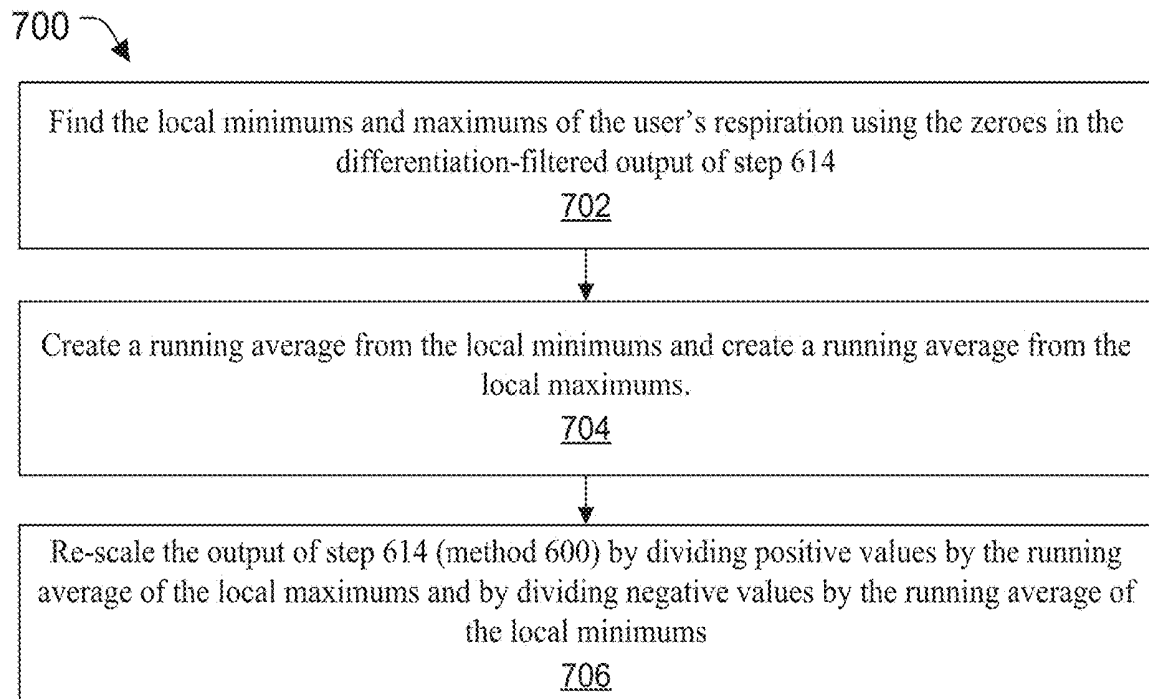 700
Find the local minimums and maximums of the user's respiration using the zeroes in the
differentiation-filtered output of step 614
702
Create a running average from the local minimums and create a running average from the
local maximums.
704
Re-scale the output of step 614 (method 600) by dividing positive values by the running
average of the local maximums and by dividing negative values by the running average of
the local minimums
706